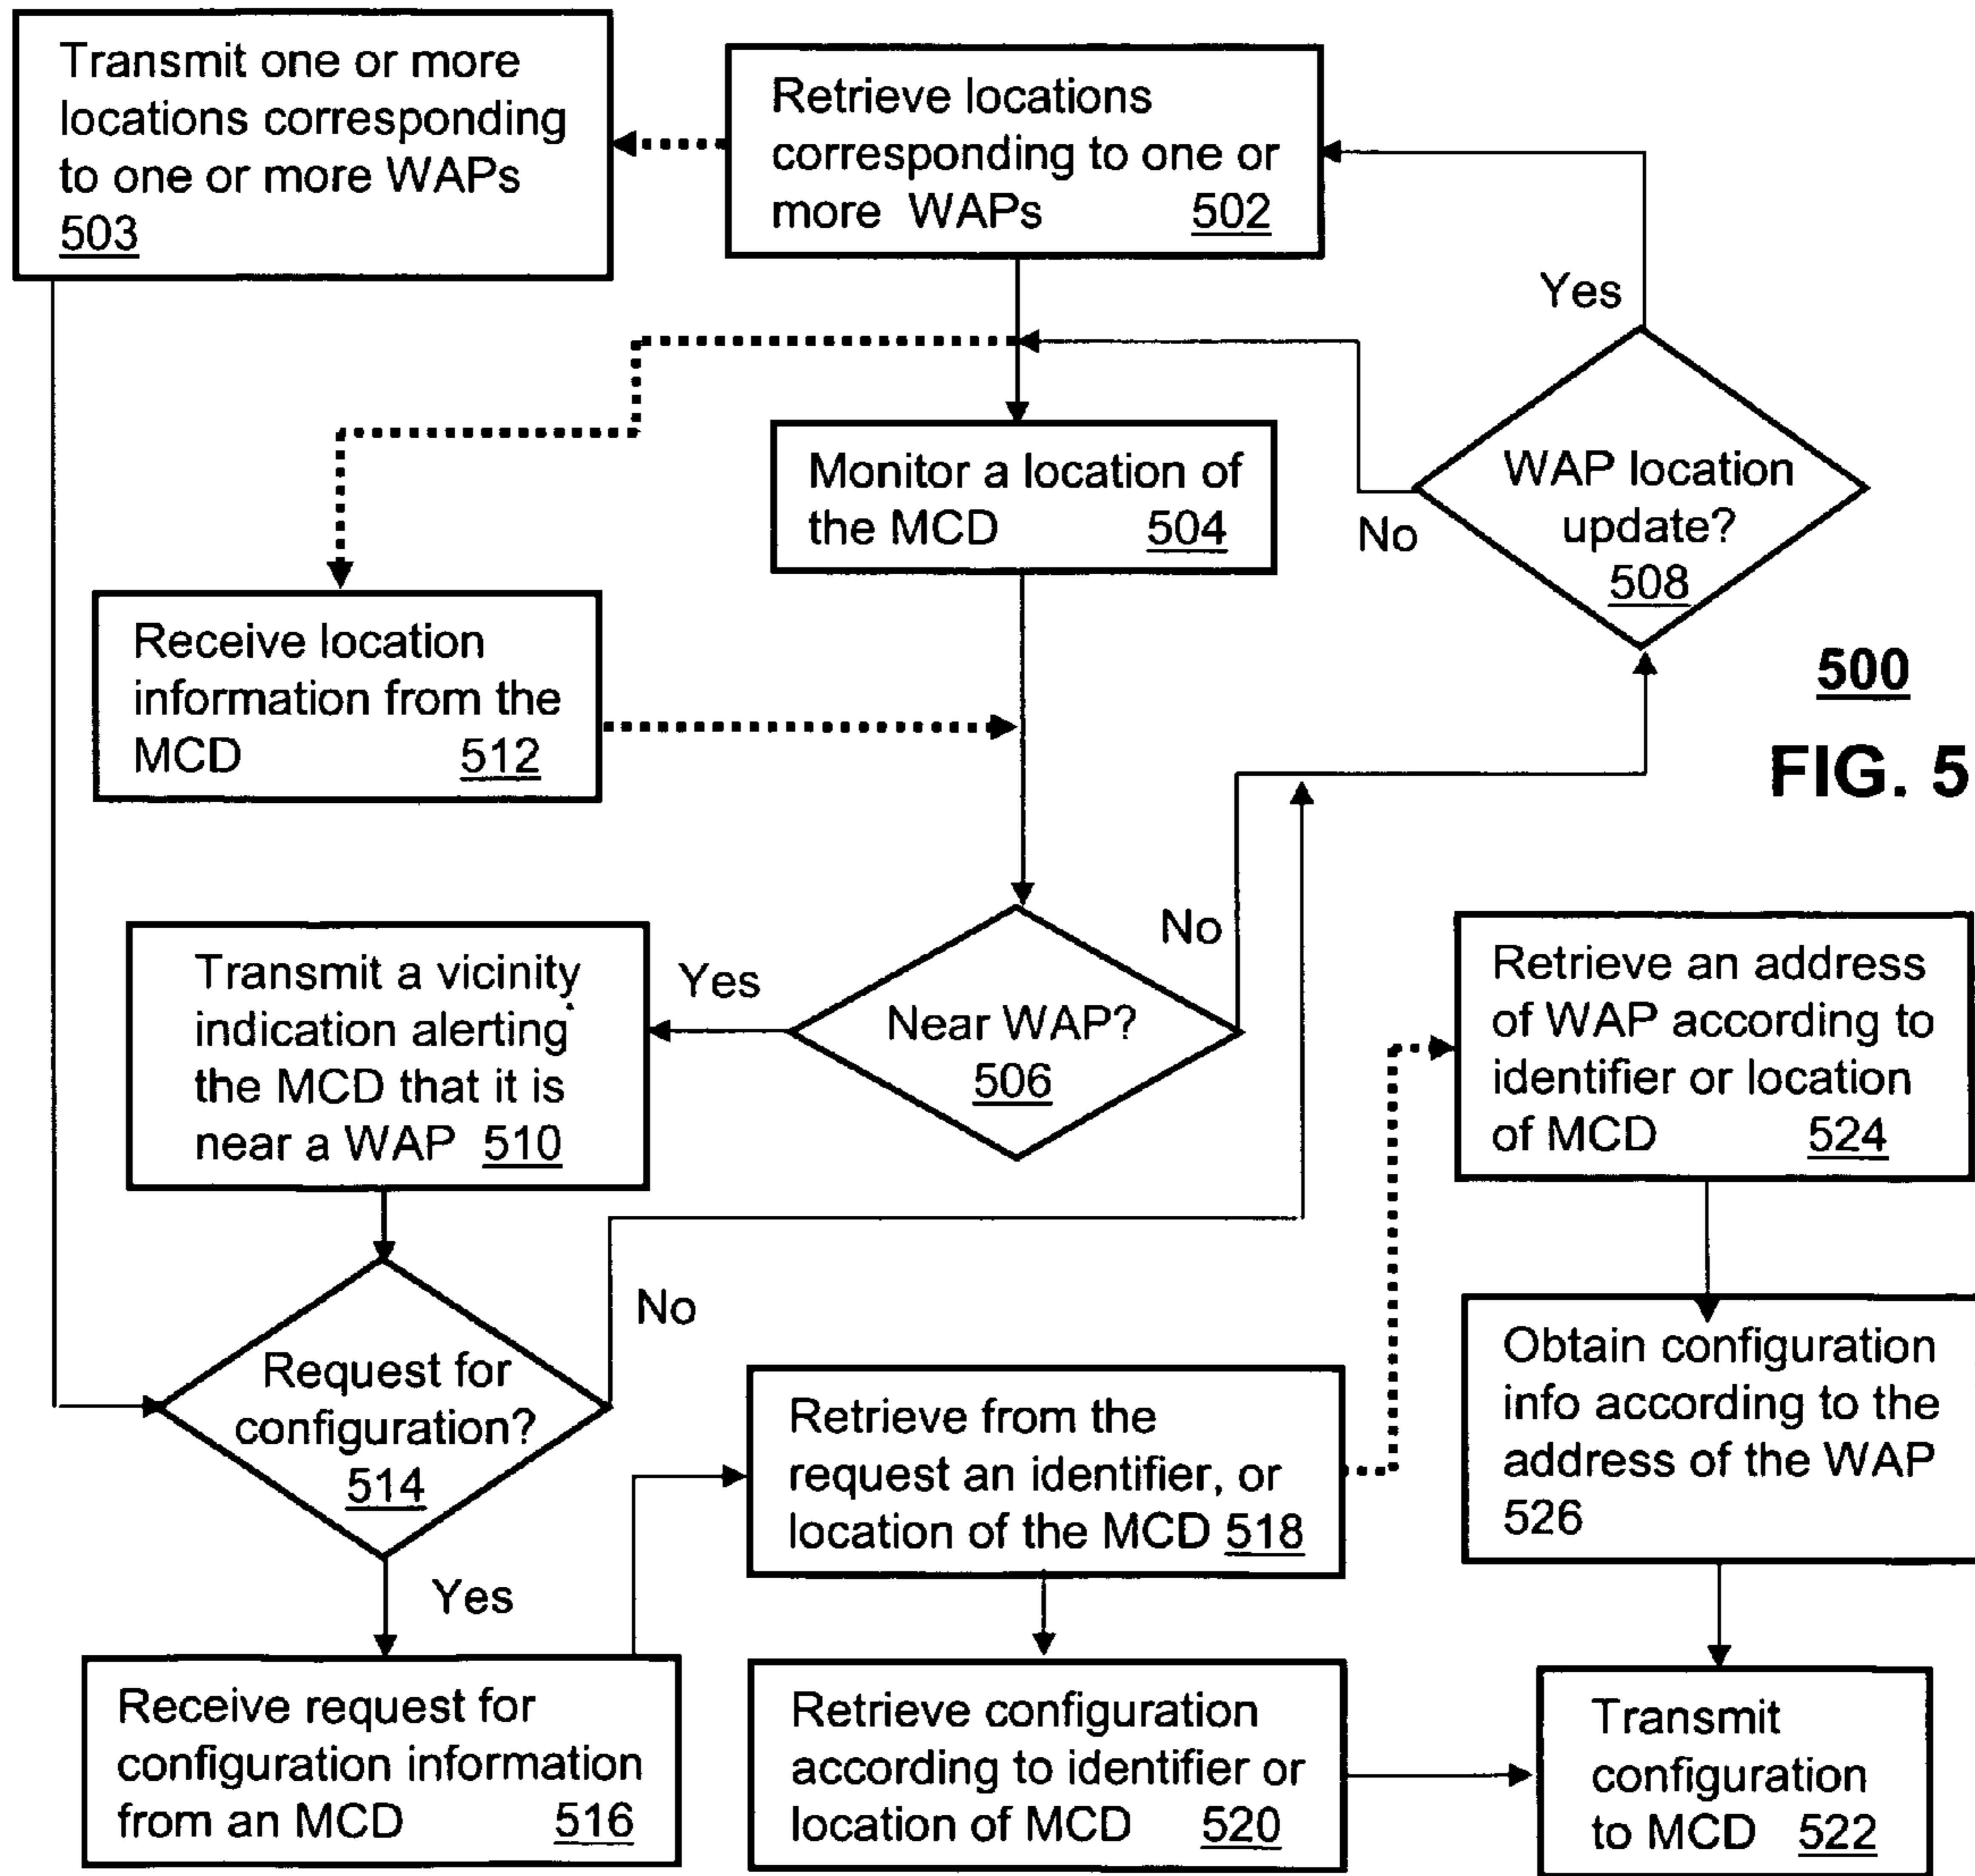 Transmit one or more
locations corresponding
to one or more WAPs
503
Retrieve locations
corresponding to one or
more WAPs 502
Yes
WAP location
update?
508
No
Monitor a location of
the MCD 504
Receive location
information from the
MCD 512
500
FIG. 5
Near WAP?
506
No
Yes
Transmit a vicinity
indication alerting
the MCD that it is
near a WAP 510
Retrieve an address
of WAP according to
identifier or location
of MCD 524
Request for
configuration?
514
No
Yes
Obtain configuration
info according to the
address of the WAP
526
Retrieve from the
request an identifier, or
location of the MCD 518
Receive request for
configuration information
from an MCD 516
Retrieve configuration
according to identifier or
location of MCD 520
Transmit
configuration
to MCD 522